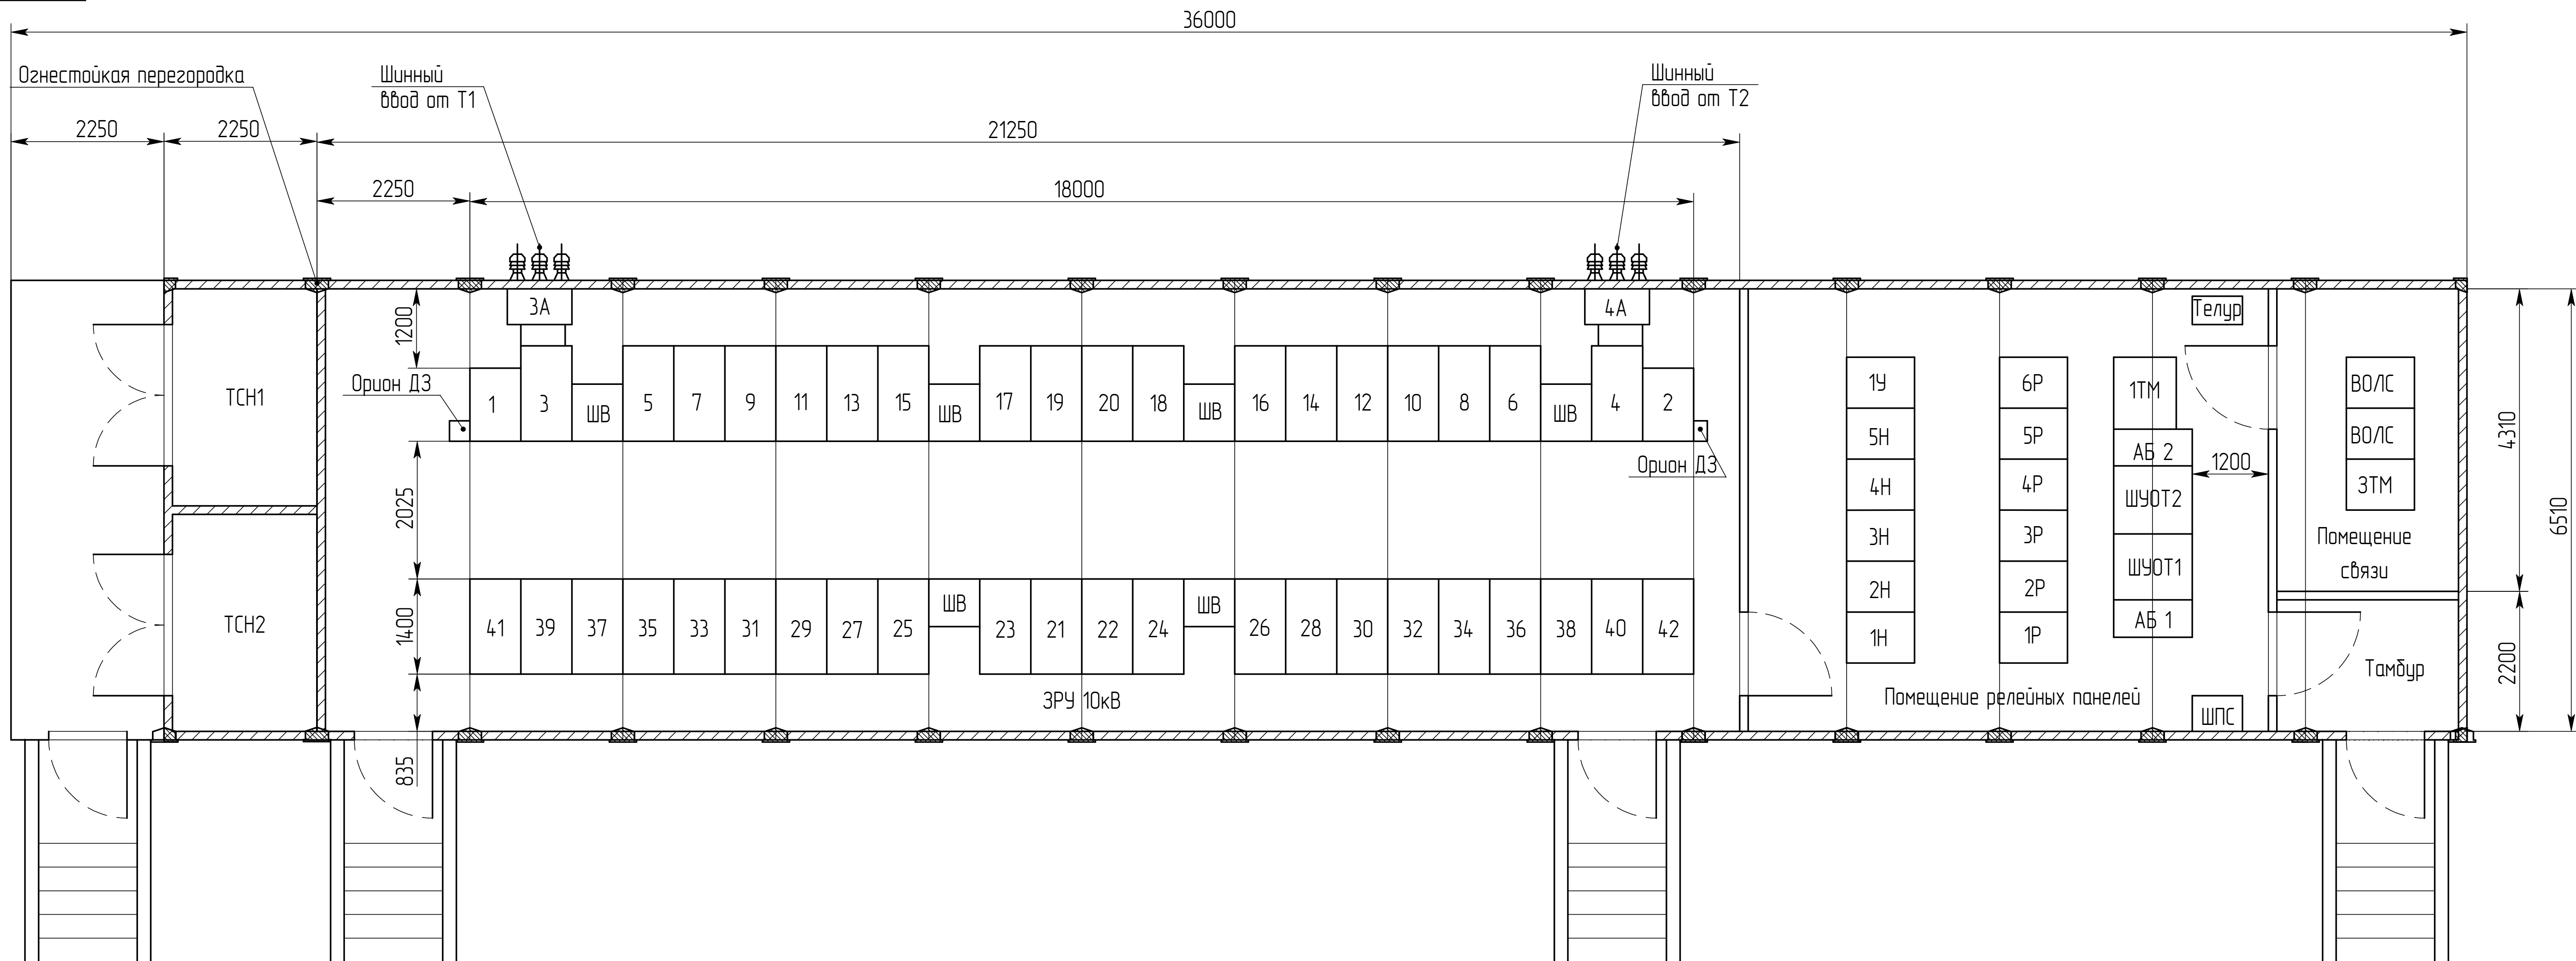 36000
Огнестойкая перегородка
Шинный
ввод от Т1
Шинный
ввод от Т2
2250
2250
21250
2250
18000
1200
3А
4А
Телур
Орион ДЗ
1
3
ШВ
5
7
9
11
13
15
ШВ
17
19
20
18
ШВ
16
14
12
10
8
6
ШВ
4
2
Орион ДЗ
ТСН1
ТСН2
2025
1400
835
41
39
37
35
33
31
29
27
25
ШВ
23
21
22
24
ШВ
26
28
30
32
34
36
38
40
42
ЗРУ 10кВ
1У
5Н
4Н
3Н
2Н
1Н
6Р
5Р
4Р
3Р
2Р
1Р
1ТМ
АБ 2
ШУОТ2
ШУОТ1
АБ 1
1200
ВОЛС
ВОЛС
3ТМ
Помещение
связи
Тамбур
Помещение релейных панелей
ШПС
4310
2200
6510